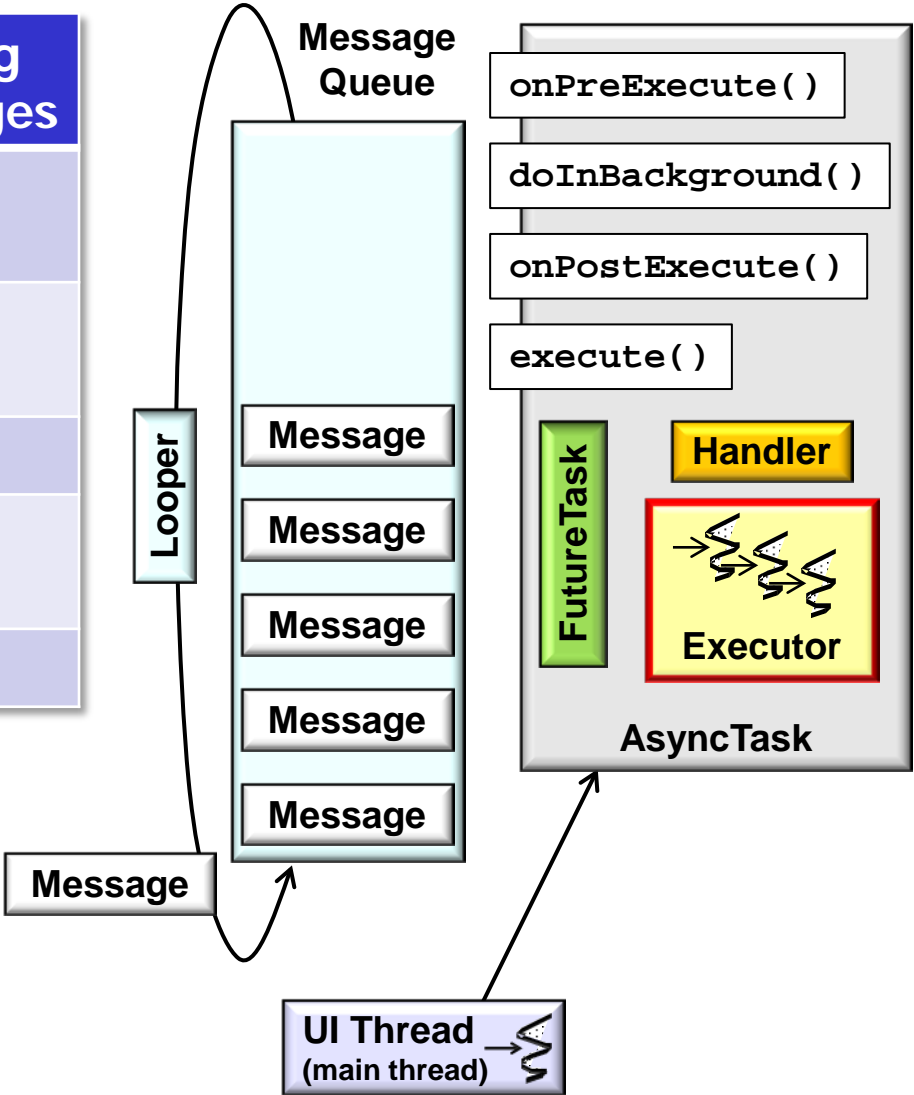 Message
Queue
onPreExecute()
doInBackground()
onPostExecute()
execute()
Looper
Message
Message
Message
Message
Message
Message
FutureTask
Handler
Executor
AsyncTask
UI Thread
(main thread)